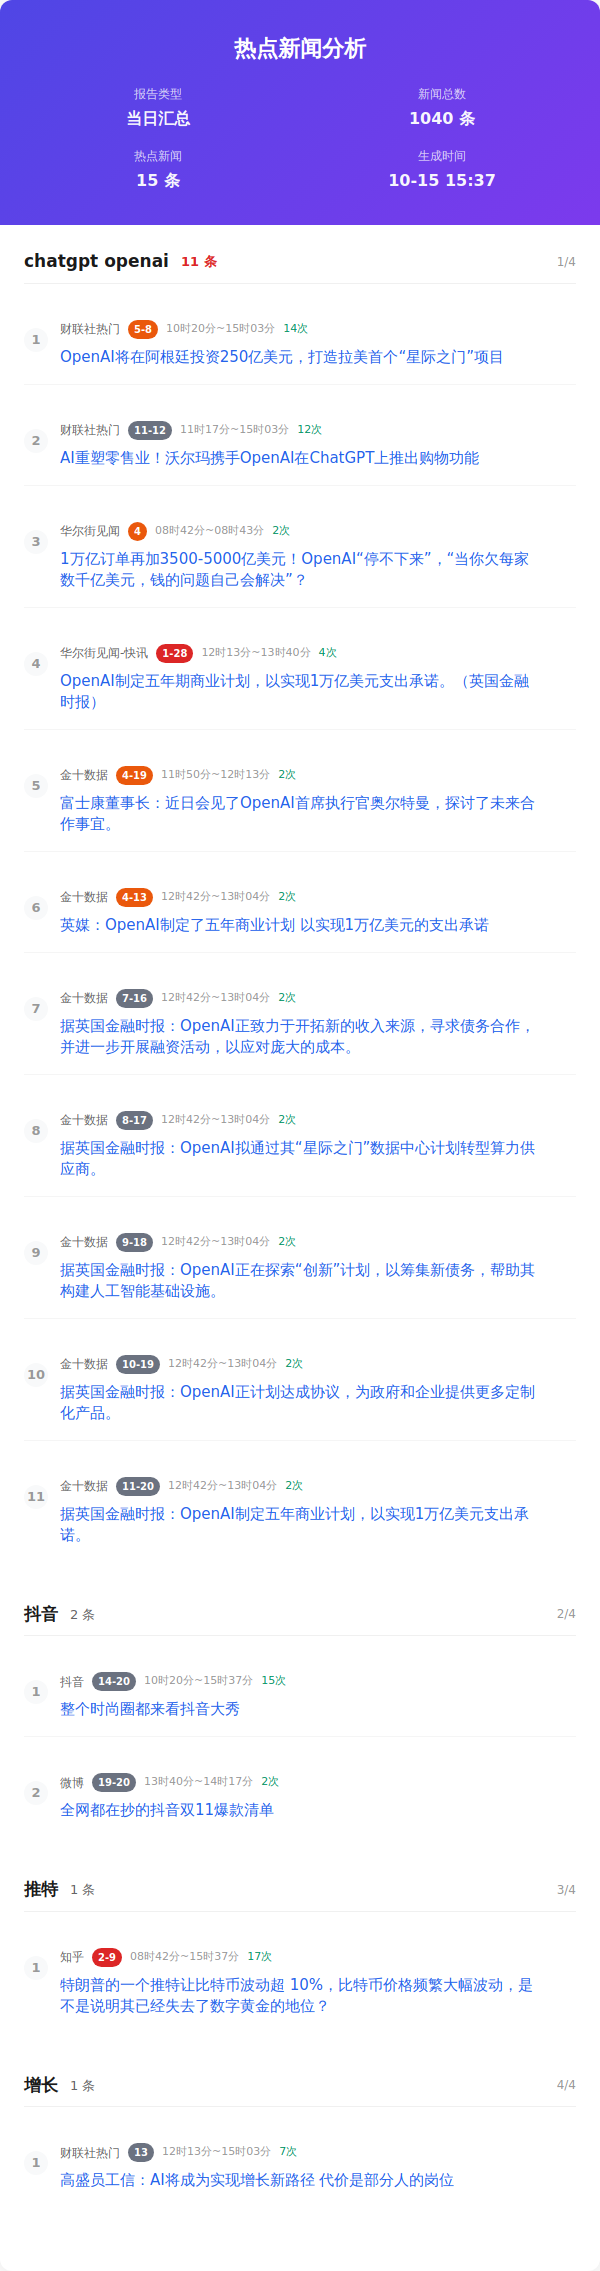 热点新闻分析
报告类型
新闻总数
当日汇总
1040 条
热点新闻
生成时间
15 条
10-15 15:37
chatgpt openai 11 条 1/4
1
财联社热门 5-8 10时20分~15时03分 14次
OpenAI将在阿根廷投资250亿美元，打造拉美首个“星际之门”项目
2
财联社热门 11-12 11时17分~15时03分 12次
AI重塑零售业！沃尔玛携手OpenAI在ChatGPT上推出购物功能
3
华尔街见闻 4 08时42分~08时43分 2次
1万亿订单再加3500-5000亿美元！OpenAI“停不下来”，“当你欠每家
数千亿美元，钱的问题自己会解决”？
4
华尔街见闻-快讯 1-28 12时13分~13时40分 4次
OpenAI制定五年期商业计划，以实现1万亿美元支出承诺。（英国金融
时报）
5
金十数据 4-19 11时50分~12时13分 2次
富士康董事长：近日会见了OpenAI首席执行官奥尔特曼，探讨了未来合
作事宜。
6
金十数据 4-13 12时42分~13时04分 2次
英媒：OpenAI制定了五年商业计划 以实现1万亿美元的支出承诺
7
金十数据 7-16 12时42分~13时04分 2次
据英国金融时报：OpenAI正致力于开拓新的收入来源，寻求债务合作，
并进一步开展融资活动，以应对庞大的成本。
8
金十数据 8-17 12时42分~13时04分 2次
据英国金融时报：OpenAI拟通过其“星际之门”数据中心计划转型算力供
应商。
9
金十数据 9-18 12时42分~13时04分 2次
据英国金融时报：OpenAI正在探索“创新”计划，以筹集新债务，帮助其
构建人工智能基础设施。
10
金十数据 10-19 12时42分~13时04分 2次
据英国金融时报：OpenAI正计划达成协议，为政府和企业提供更多定制
化产品。
11
金十数据 11-20 12时42分~13时04分 2次
据英国金融时报：OpenAI制定五年商业计划，以实现1万亿美元支出承
诺。
抖音 2 条 2/4
1
抖音 14-20 10时20分~15时37分 15次
整个时尚圈都来看抖音大秀
2
微博 19-20 13时40分~14时17分 2次
全网都在抄的抖音双11爆款清单
推特 1 条 3/4
1
知乎 2-9 08时42分~15时37分 17次
特朗普的一个推特让比特币波动超 10%，比特币价格频繁大幅波动，是
不是说明其已经失去了数字黄金的地位？
增长 1 条 4/4
1
财联社热门 13 12时13分~15时03分 7次
高盛员工信：AI将成为实现增长新路径 代价是部分人的岗位